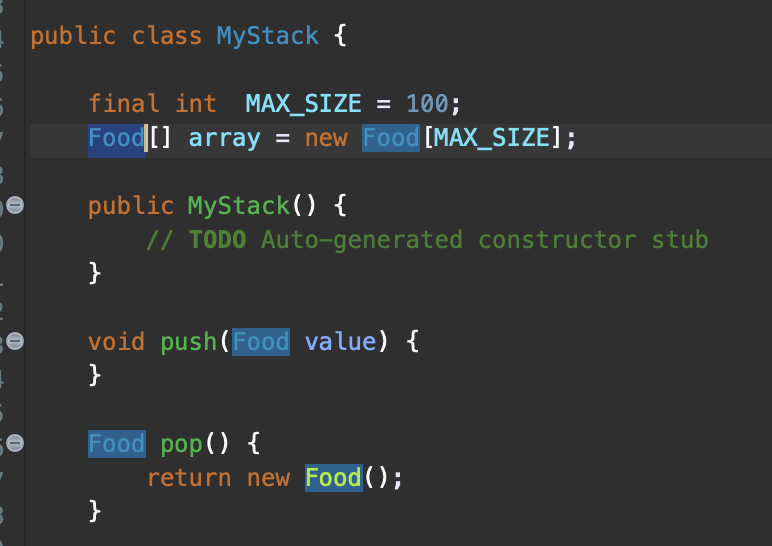 public class MyStack {
final int  MAX_SIZE = 100;
Food[] array = new Food[MAX_SIZE];
public MyStack() {
// TODO Auto-generated constructor stub
}
void push(Food value) {
}
Food pop() {
return new Food();
}